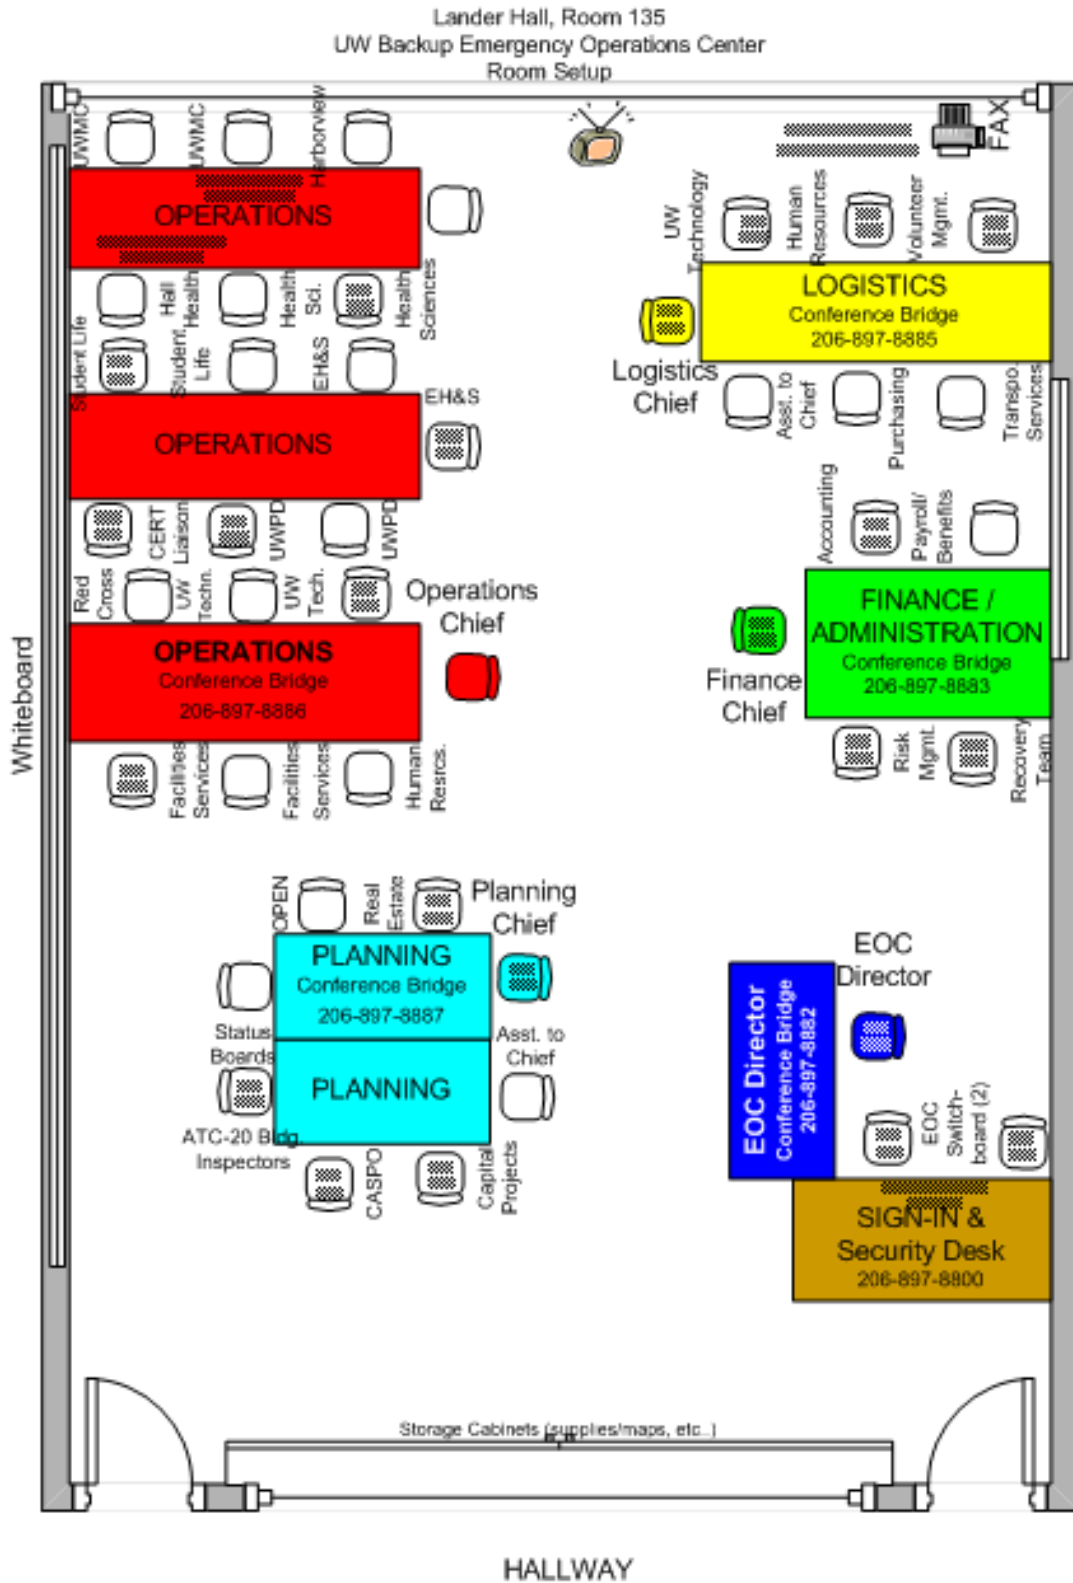 Lander Hall, Room 135
UW Backup Emergency Operations Center
Room Setup
UWMC
UWMC
Harborview
FAX
OPERATIONS
UW
Technology
Human
Resources
Volunteer
Mgmt.
LOGISTICS
Conference Bridge
206-897-8885
Logistics
Chief
Asst. to
Chief
Purchasing
Transpo.
Services
Hall
Health
Health
Sci.
Health
Sciences
Student Life
Student
Life
EH&S
EH&S
OPERATIONS
CERT
Liaison
UWPD
UWPD
Red
Cross
UW
Techn.
UW
Tech.
Operations
Chief
OPERATIONS
Conference Bridge
206-897-8886
Facilities
Services
Facilities
Services
Human
Resrcs.
Whiteboard
Accounting
Payroll/
Benefits
FINANCE /
ADMINISTRATION
Conference Bridge
206-897-8883
Finance
Chief
Risk
Mgmt.
Recovery
Team
OPEN
Real
Estate
Planning
Chief
PLANNING
Conference Bridge
206-897-8887
Status
Boards
Asst. to
Chief
PLANNING
ATC-20 Bldg.
Inspectors
CASPO
Capital
Projects
EOC
Director
EOC Director
Conference Bridge
206-897-8882
EOC
Switch-
board (2)
SIGN-IN &
Security Desk
206-897-8800
Storage Cabinets (supplies/maps, etc..)
HALLWAY